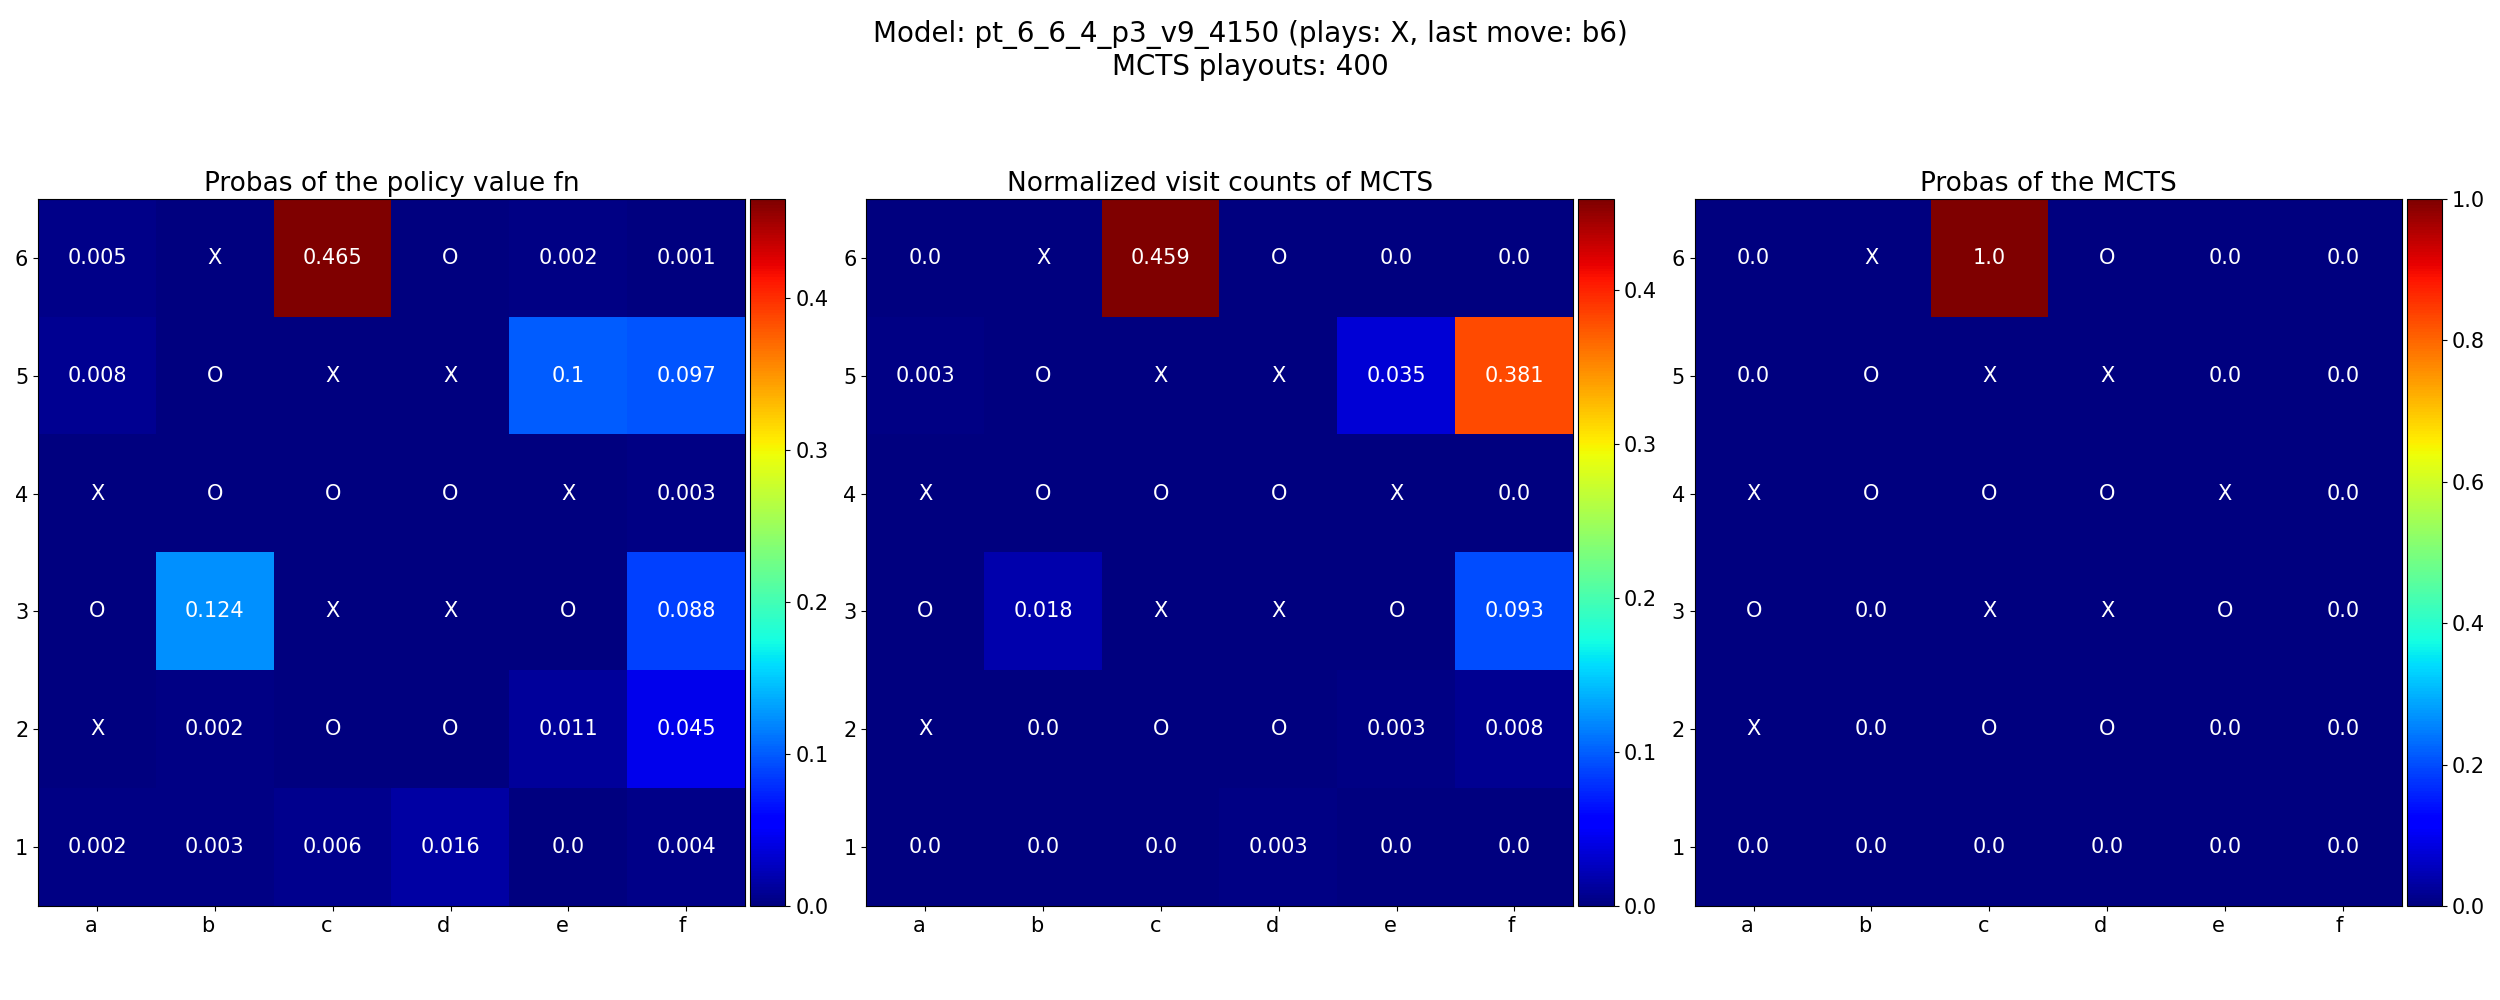 Model: pt_6_6_4_p3_v9_4150 (plays: X, last move: b6)
MCTS playouts: 400
Probas of the policy value fn
6 0.005 X 0.465 O 0.002 0.001
5 0.008 O X X 0.1 0.097
4 X O O O X 0.003
3 O 0.124 X X O 0.088
2 X 0.002 O O 0.011 0.045
1 0.002 0.003 0.006 0.016 0.0 0.004
a b c d e f
0.4
0.3
0.2
0.1
0.0
Normalized visit counts of MCTS
6 0.0 X 0.459 O 0.0 0.0
5 0.003 O X X 0.035 0.381
4 X O O O X 0.0
3 O 0.018 X X O 0.093
2 X 0.0 O O 0.003 0.008
1 0.0 0.0 0.0 0.003 0.0 0.0
a b c d e f
0.4
0.3
0.2
0.1
0.0
Probas of the MCTS
6 0.0 X 1.0 O 0.0 0.0
5 0.0 O X X 0.0 0.0
4 X O O O X 0.0
3 O 0.0 X X O 0.0
2 X 0.0 O O 0.0 0.0
1 0.0 0.0 0.0 0.0 0.0 0.0
a b c d e f
1.0
0.8
0.6
0.4
0.2
0.0